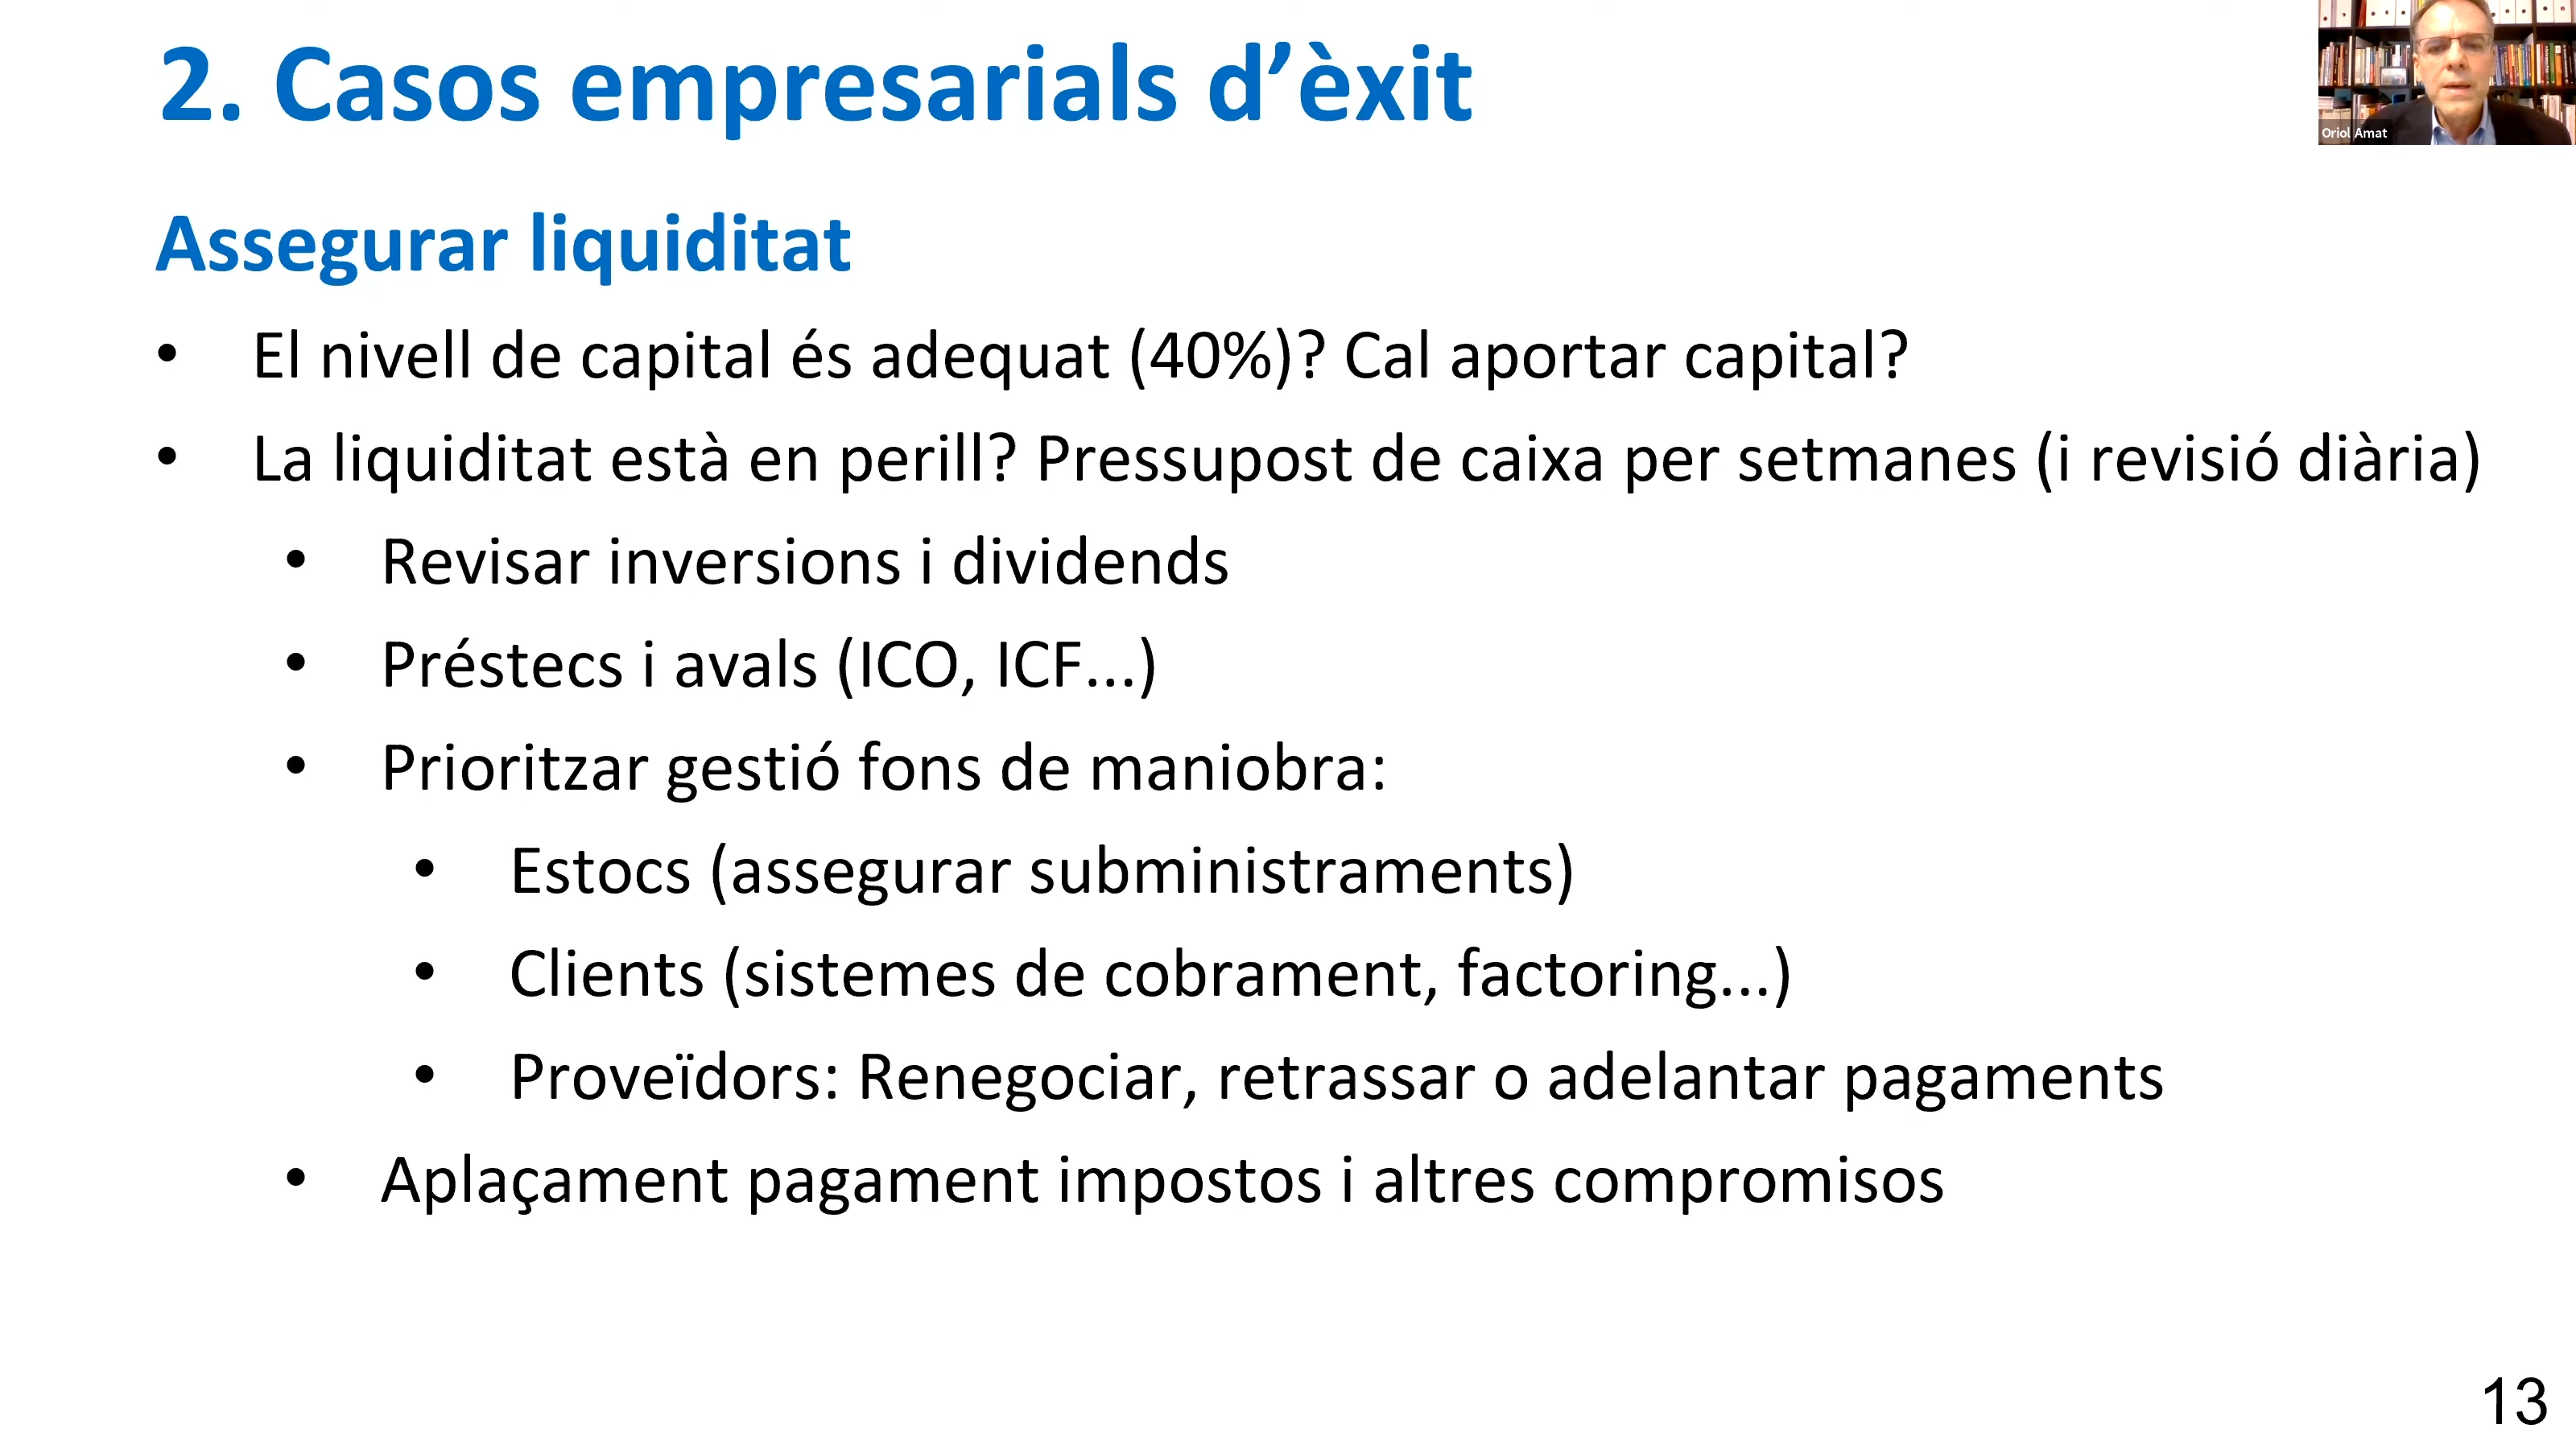 2. Casos empresarials d’èxit
Oriol Amat
Assegurar liquiditat
• El nivell de capital és adequat (40%)? Cal aportar capital?
• La liquiditat està en perill? Pressupost de caixa per setmanes (i revisió diària)
• Revisar inversions i dividends
• Préstecs i avals (ICO, ICF...)
• Prioritzar gestió fons de maniobra:
• Estocs (assegurar subministraments)
• Clients (sistemes de cobrament, factoring...)
• Proveïdors: Renegociar, retrassar o adelantar pagaments
• Aplaçament pagament impostos i altres compromisos
13